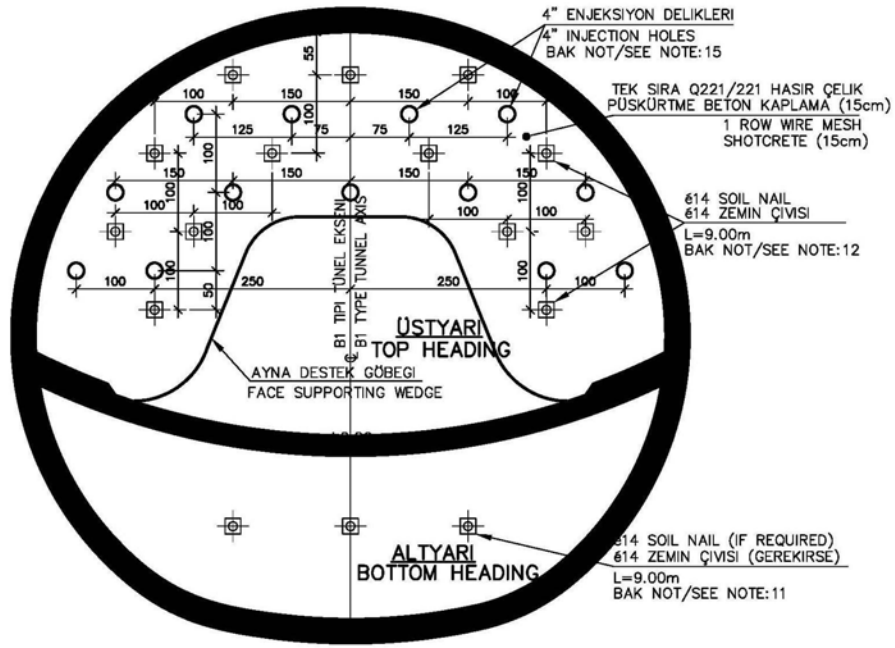 4" ENJEKSIYON DELIKLERI
4" INJECTION HOLES
BAK NOT/SEE NOTE:15
TEK SIRA Q221/221 HASIR ÇELIK
PÜSKÜRTME BETON KAPLAMA (15cm)
1 ROW WIRE MESH
SHOTCRETE (15cm)
55
100 150 150 100
100
125 75 75 125
100
150 150 150 150
100
100
100 100 100 100
100
100
100
100 250 250 100
50
é14 SOIL NAIL
é14 ZEMIN ÇIVISI
L=9.00m
BAK NOT/SEE NOTE:12
B1 TIPI TÜNEL EKSENI
B1 TYPE TUNNEL AXIS
ÜSTYARI
TOP HEADING
AYNA DESTEK GÖBEGI
FACE SUPPORTING WEDGE
ALTYARI
BOTTOM HEADING
é14 SOIL NAIL (IF REQUIRED)
é14 ZEMIN ÇIVISI (GEREKIRSE)
L=9.00m
BAK NOT/SEE NOTE:11